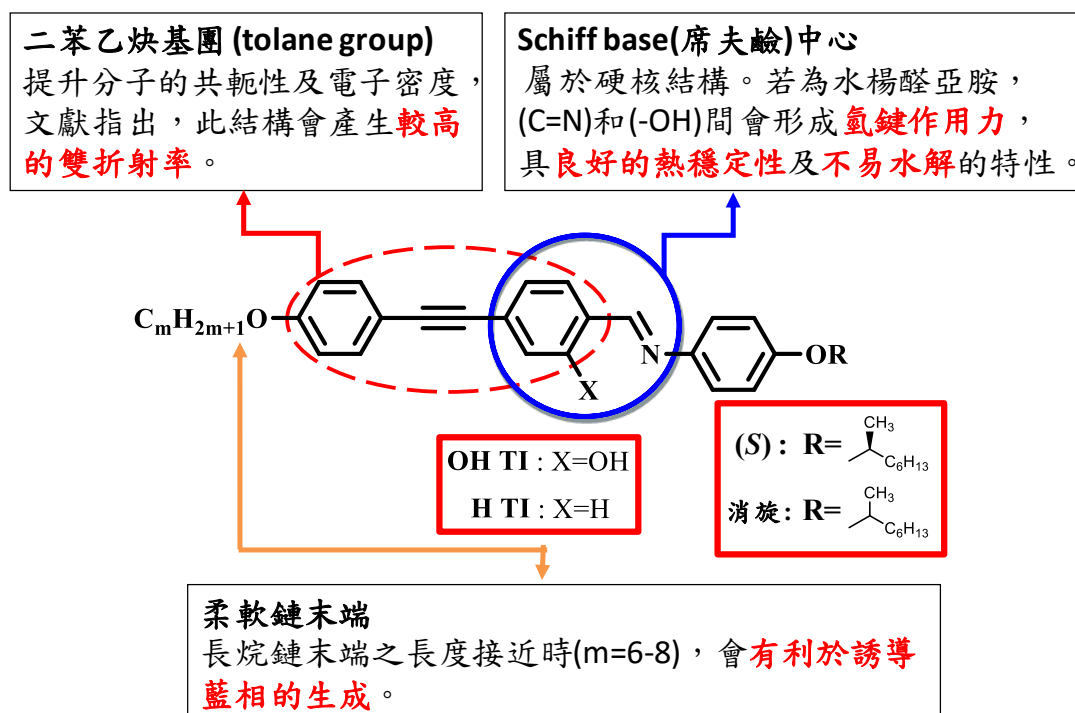 二苯乙炔基團 (tolane group)
提升分子的共軛性及電子密度，
文獻指出，此結構會產生較高
的雙折射率。
Schiff base(席夫鹼)中心
屬於硬核結構。若為水楊醛亞胺，
(C=N)和(-OH)間會形成氫鍵作用力，
具良好的熱穩定性及不易水解的特性。
CmH2m+1O
X
N
OR
OH TI : X=OH
H TI : X=H
(S) : R=
CH3
C6H13
消旋: R=
CH3
C6H13
柔軟鏈末端
長烷鏈末端之長度接近時(m=6-8)，會有利於誘導
藍相的生成。